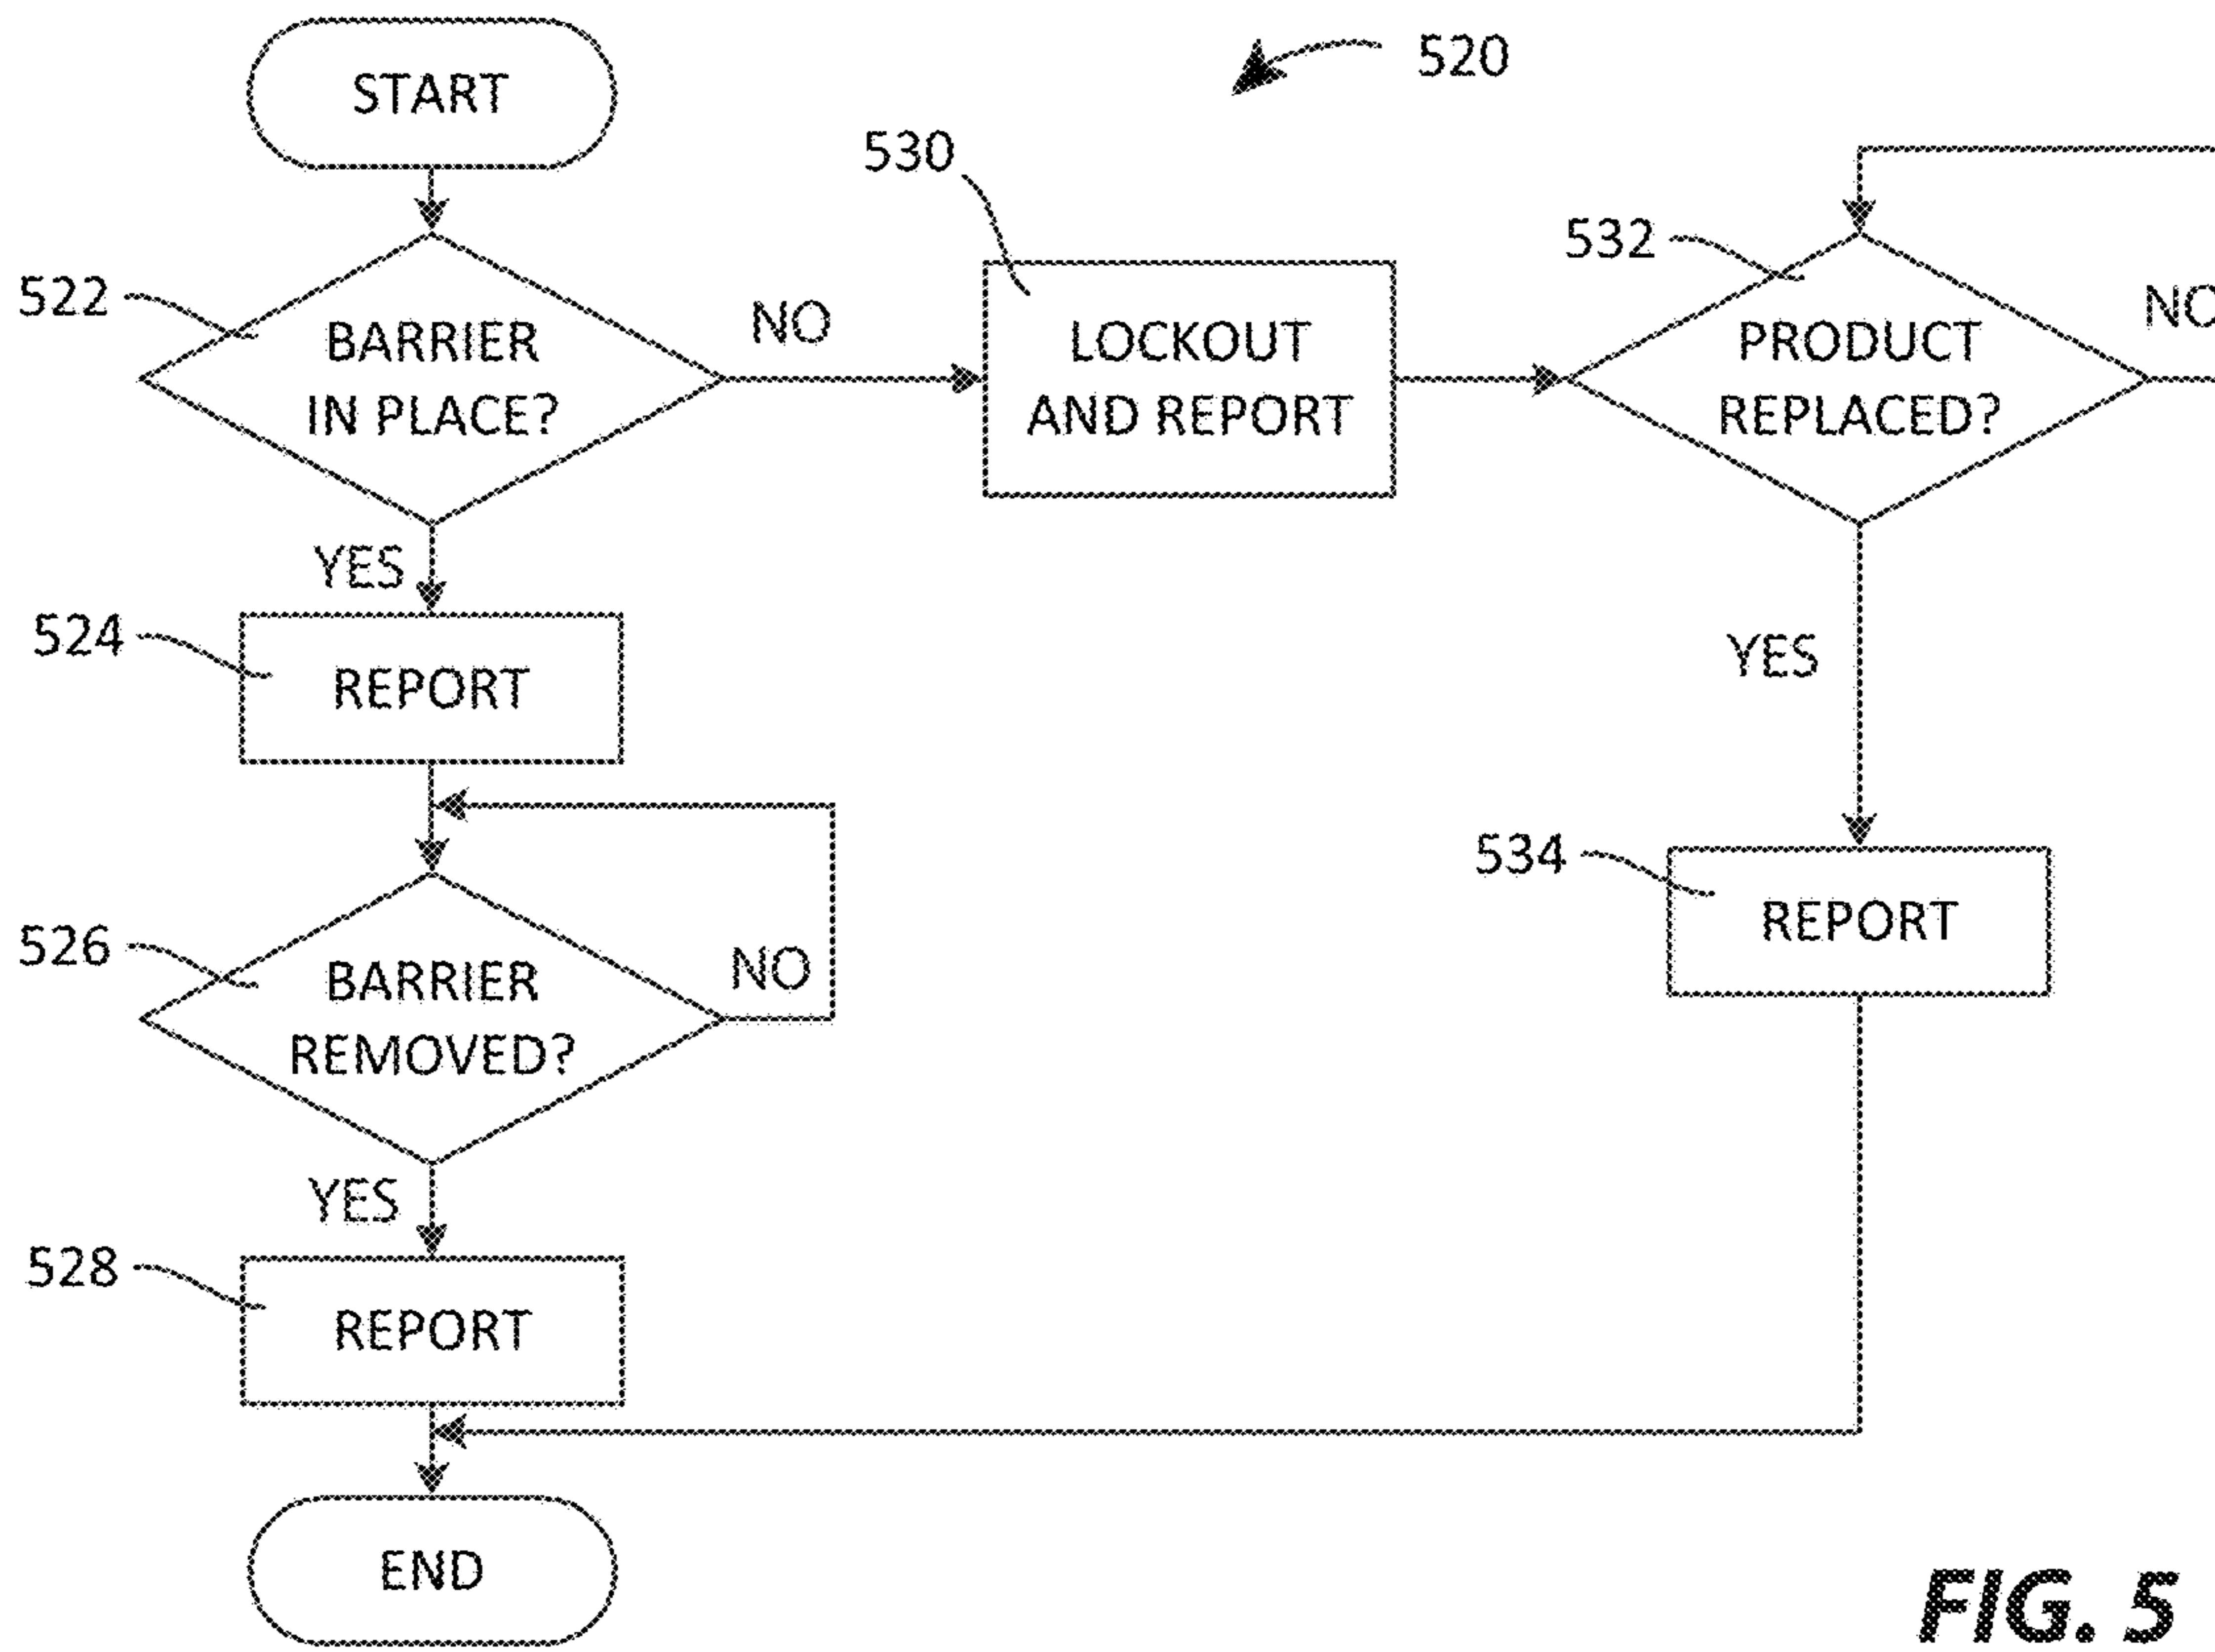 START
520
530
522
BARRIER
IN PLACE?
NO
LOCKOUT
AND REPORT
532
PRODUCT
REPLACED?
NO
YES
524
REPORT
YES
534
REPORT
526
BARRIER
REMOVED?
NO
YES
528
REPORT
END
FIG. 5